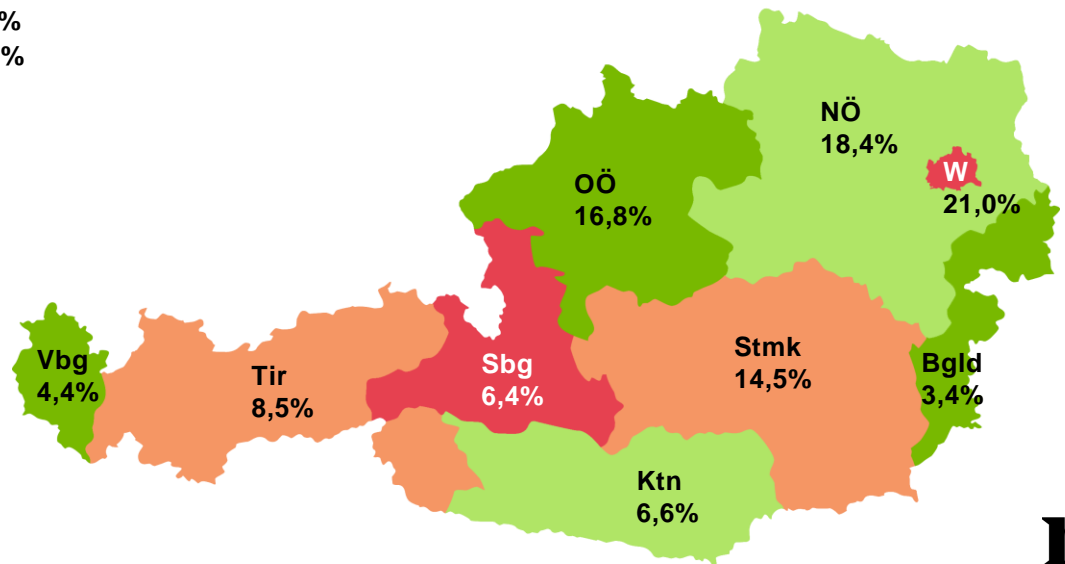 %
%
NÖ
18,4%
W
21,0%
OÖ
16,8%
Vbg
4,4%
Tir
8,5%
Sbg
6,4%
Stmk
14,5%
Bgld
3,4%
Ktn
6,6%